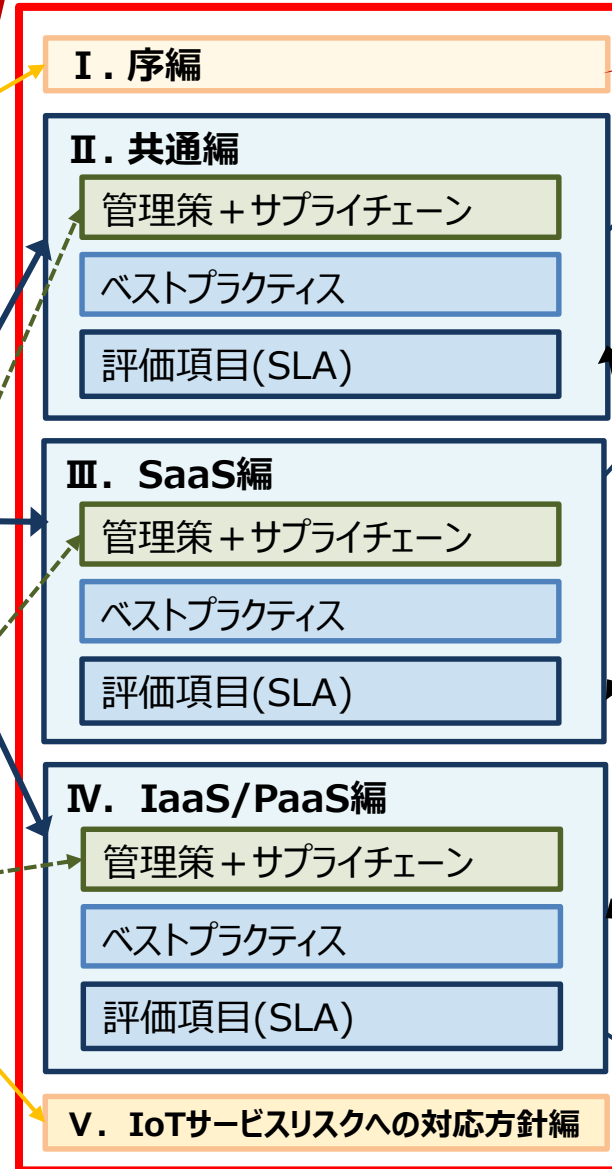 Ⅰ．序編
Ⅱ．共通編
管理策＋サプライチェーン
ベストプラクティス
評価項目(SLA)
Ⅲ．SaaS編
管理策＋サプライチェーン
ベストプラクティス
評価項目(SLA)
Ⅳ．IaaS/PaaS編
管理策＋サプライチェーン
ベストプラクティス
評価項目(SLA)
Ⅴ．IoTサービスリスクへの対応方針編